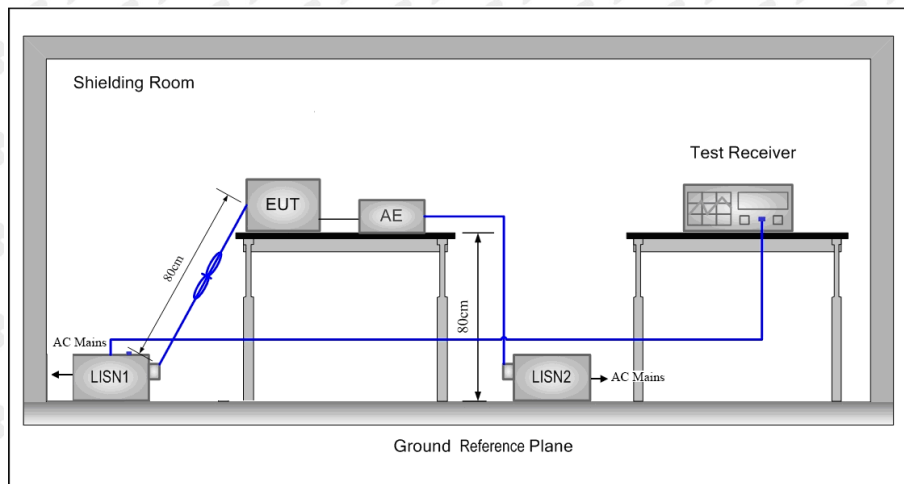 Shielding Room
Test Receiver
EUT
AE
80cm
80cm
AC Mains
LISN1
LISN2
AC Mains
Ground Reference Plane